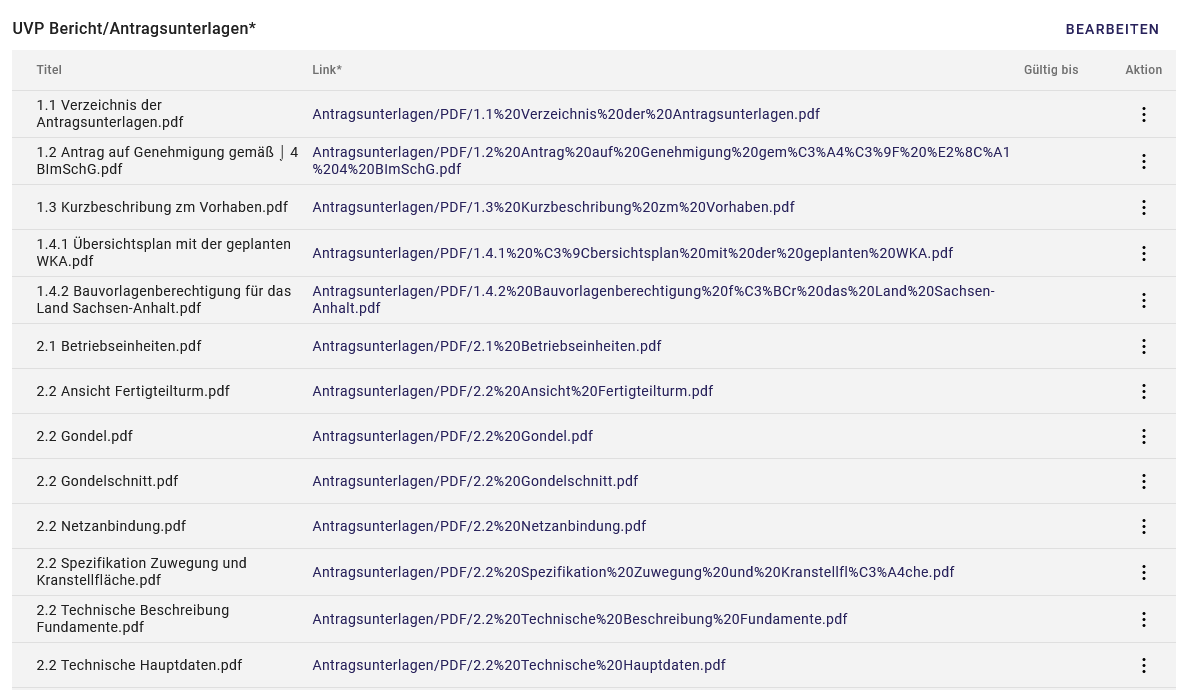 UVP Bericht/Antragsunterlagen*
BEARBEITEN
Titel
Link*
Gültig bis
Aktion
1.1 Verzeichnis der
Antragsunterlagen.pdf
Antragsunterlagen/PDF/1.1%20Verzeichnis%20der%20Antragsunterlagen.pdf
1.2 Antrag auf Genehmigung gemäß ⌡ 4
BImSchG.pdf
Antragsunterlagen/PDF/1.2%20Antrag%20auf%20Genehmigung%20gem%C3%A4%C3%9F%20%E2%8C%A1
%204%20BImSchG.pdf
1.3 Kurzbeschribung zm Vorhaben.pdf
Antragsunterlagen/PDF/1.3%20Kurzbeschribung%20zm%20Vorhaben.pdf
1.4.1 Übersichtsplan mit der geplanten
WKA.pdf
Antragsunterlagen/PDF/1.4.1%20%C3%9Cbersichtsplan%20mit%20der%20geplanten%20WKA.pdf
1.4.2 Bauvorlagenberechtigung für das
Land Sachsen-Anhalt.pdf
Antragsunterlagen/PDF/1.4.2%20Bauvorlagenberechtigung%20f%C3%BCr%20das%20Land%20Sachsen-
Anhalt.pdf
2.1 Betriebseinheiten.pdf
Antragsunterlagen/PDF/2.1%20Betriebseinheiten.pdf
2.2 Ansicht Fertigteilturm.pdf
Antragsunterlagen/PDF/2.2%20Ansicht%20Fertigteilturm.pdf
2.2 Gondel.pdf
Antragsunterlagen/PDF/2.2%20Gondel.pdf
2.2 Gondelschnitt.pdf
Antragsunterlagen/PDF/2.2%20Gondelschnitt.pdf
2.2 Netzanbindung.pdf
Antragsunterlagen/PDF/2.2%20Netzanbindung.pdf
2.2 Spezifikation Zuwegung und
Kranstellfläche.pdf
Antragsunterlagen/PDF/2.2%20Spezifikation%20Zuwegung%20und%20Kranstellfl%C3%A4che.pdf
2.2 Technische Beschreibung
Fundamente.pdf
Antragsunterlagen/PDF/2.2%20Technische%20Beschreibung%20Fundamente.pdf
2.2 Technische Hauptdaten.pdf
Antragsunterlagen/PDF/2.2%20Technische%20Hauptdaten.pdf